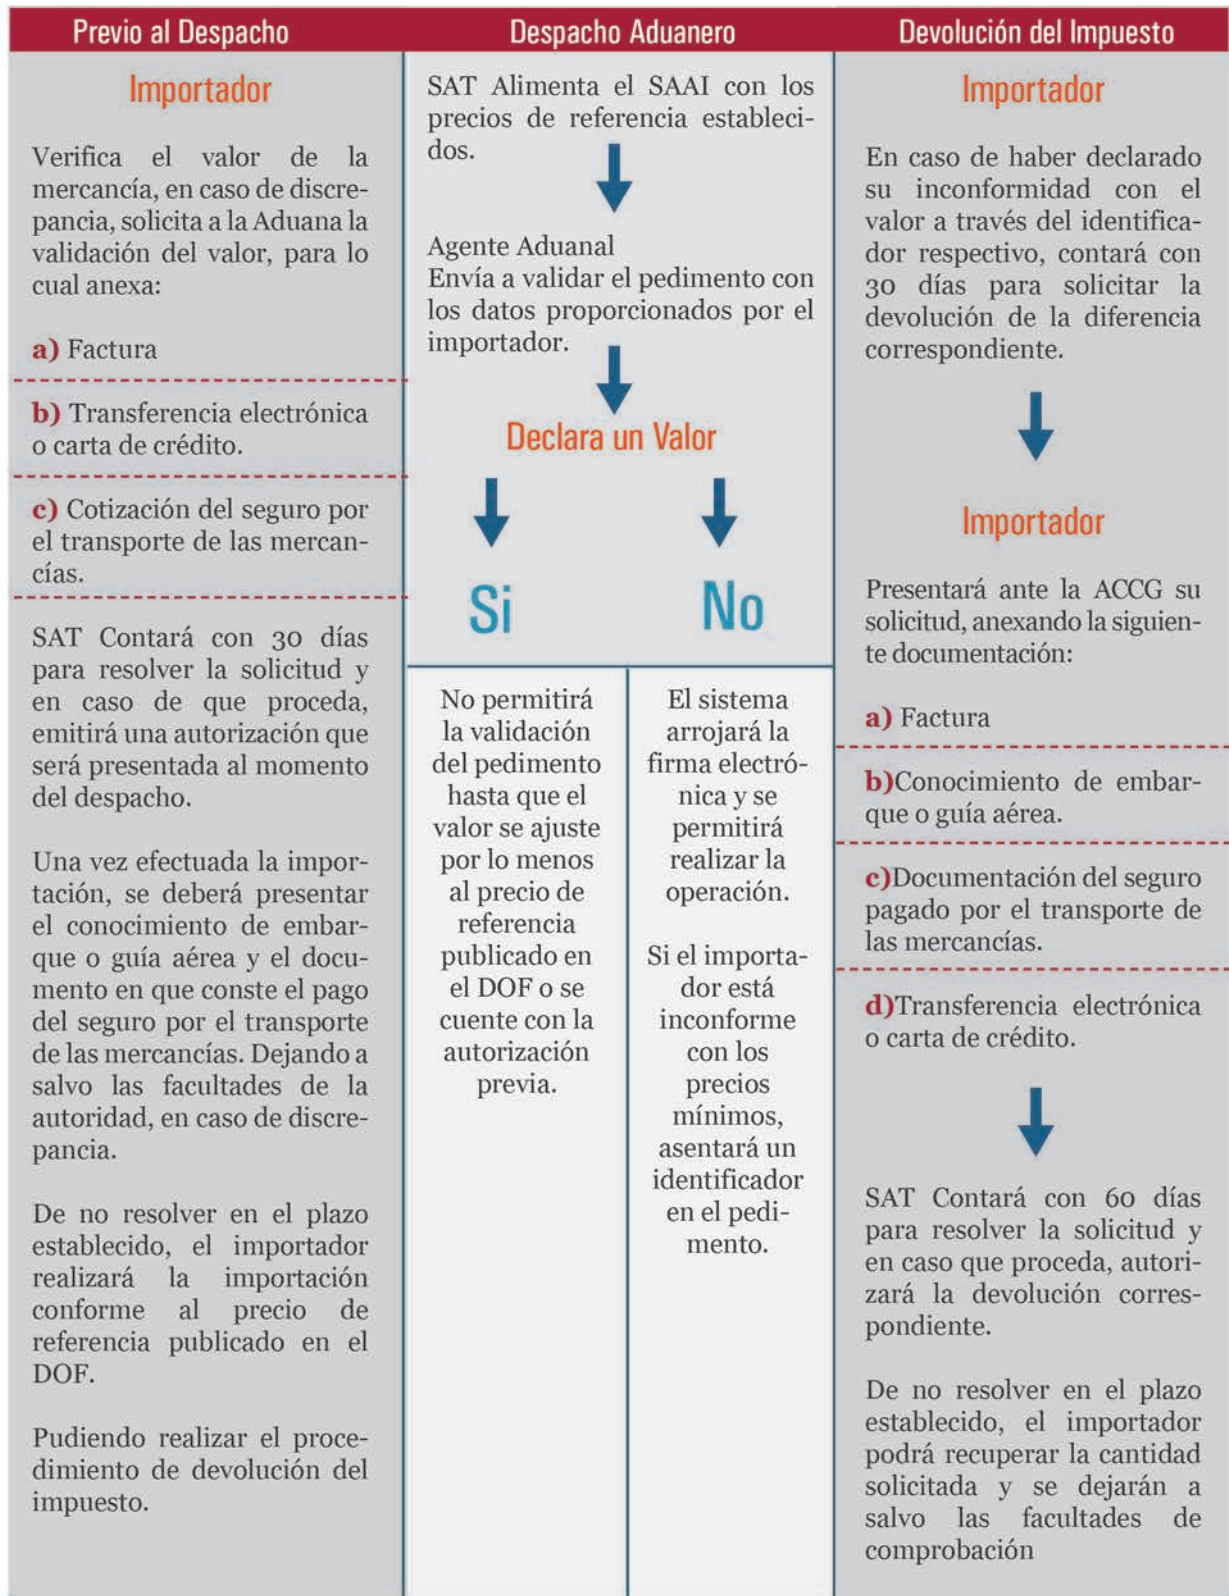 Previo al Despacho
Importador
Verifica el valor de la
mercancía, en caso de discre-
pancia, solicita a la Aduana la
validación del valor, para lo
cual anexa:
a) Factura
b) Transferencia electrónica
o carta de crédito.
c) Cotización del seguro por
el transporte de las mercan-
cías.
SAT Contará con 30 días
para resolver la solicitud y
en caso de que proceda,
emitirá una autorización que
será presentada al momento
del despacho.
Una vez efectuada la impor-
tación, se deberá presentar
el conocimiento de embar-
que o guía aérea y el docu-
mento en que conste el pago
del seguro por el transporte
de las mercancías. Dejando a
salvo las facultades de la
autoridad, en caso de discre-
pancia.
De no resolver en el plazo
establecido, el importador
realizará la importación
conforme al precio de
referencia publicado en el
DOF.
Pudiendo realizar el proce-
dimiento de devolución del
impuesto.
Despacho Aduanero
SAT Alimenta el SAAI con los
precios de referencia estableci-
dos.
Agente Aduanal
Envía a validar el pedimento con
los datos proporcionados por el
importador.
Declara un Valor
Si
No permitirá
la validación
del pedimento
hasta que el
valor se ajuste
por lo menos
al precio de
referencia
publicado en
el DOF o se
cuente con la
autorización
previa.
No
El sistema
arrojará la
firma electró-
nica y se
permitirá
realizar la
operación.
Si el importa-
dor está
inconforme
con los
precios
mínimos,
asentará un
identificador
en el pedi-
mento.
Devolución del Impuesto
Importador
En caso de haber declarado
su inconformidad con el
valor a través del identifica-
dor respectivo, contará con
30 días para solicitar la
devolución de la diferencia
correspondiente.
Importador
Presentará ante la ACCG su
solicitud, anexando la siguien-
te documentación:
a) Factura
b)Conocimiento de embar-
que o guía aérea.
c)Documentación del seguro
pagado por el transporte de
las mercancías.
d)Transferencia electrónica
o carta de crédito.
SAT Contará con 60 días
para resolver la solicitud y
en caso que proceda, autori-
zará la devolución corres-
pondiente.
De no resolver en el plazo
establecido, el importador
podrá recuperar la cantidad
solicitada y se dejarán a
salvo las facultades de
comprobación